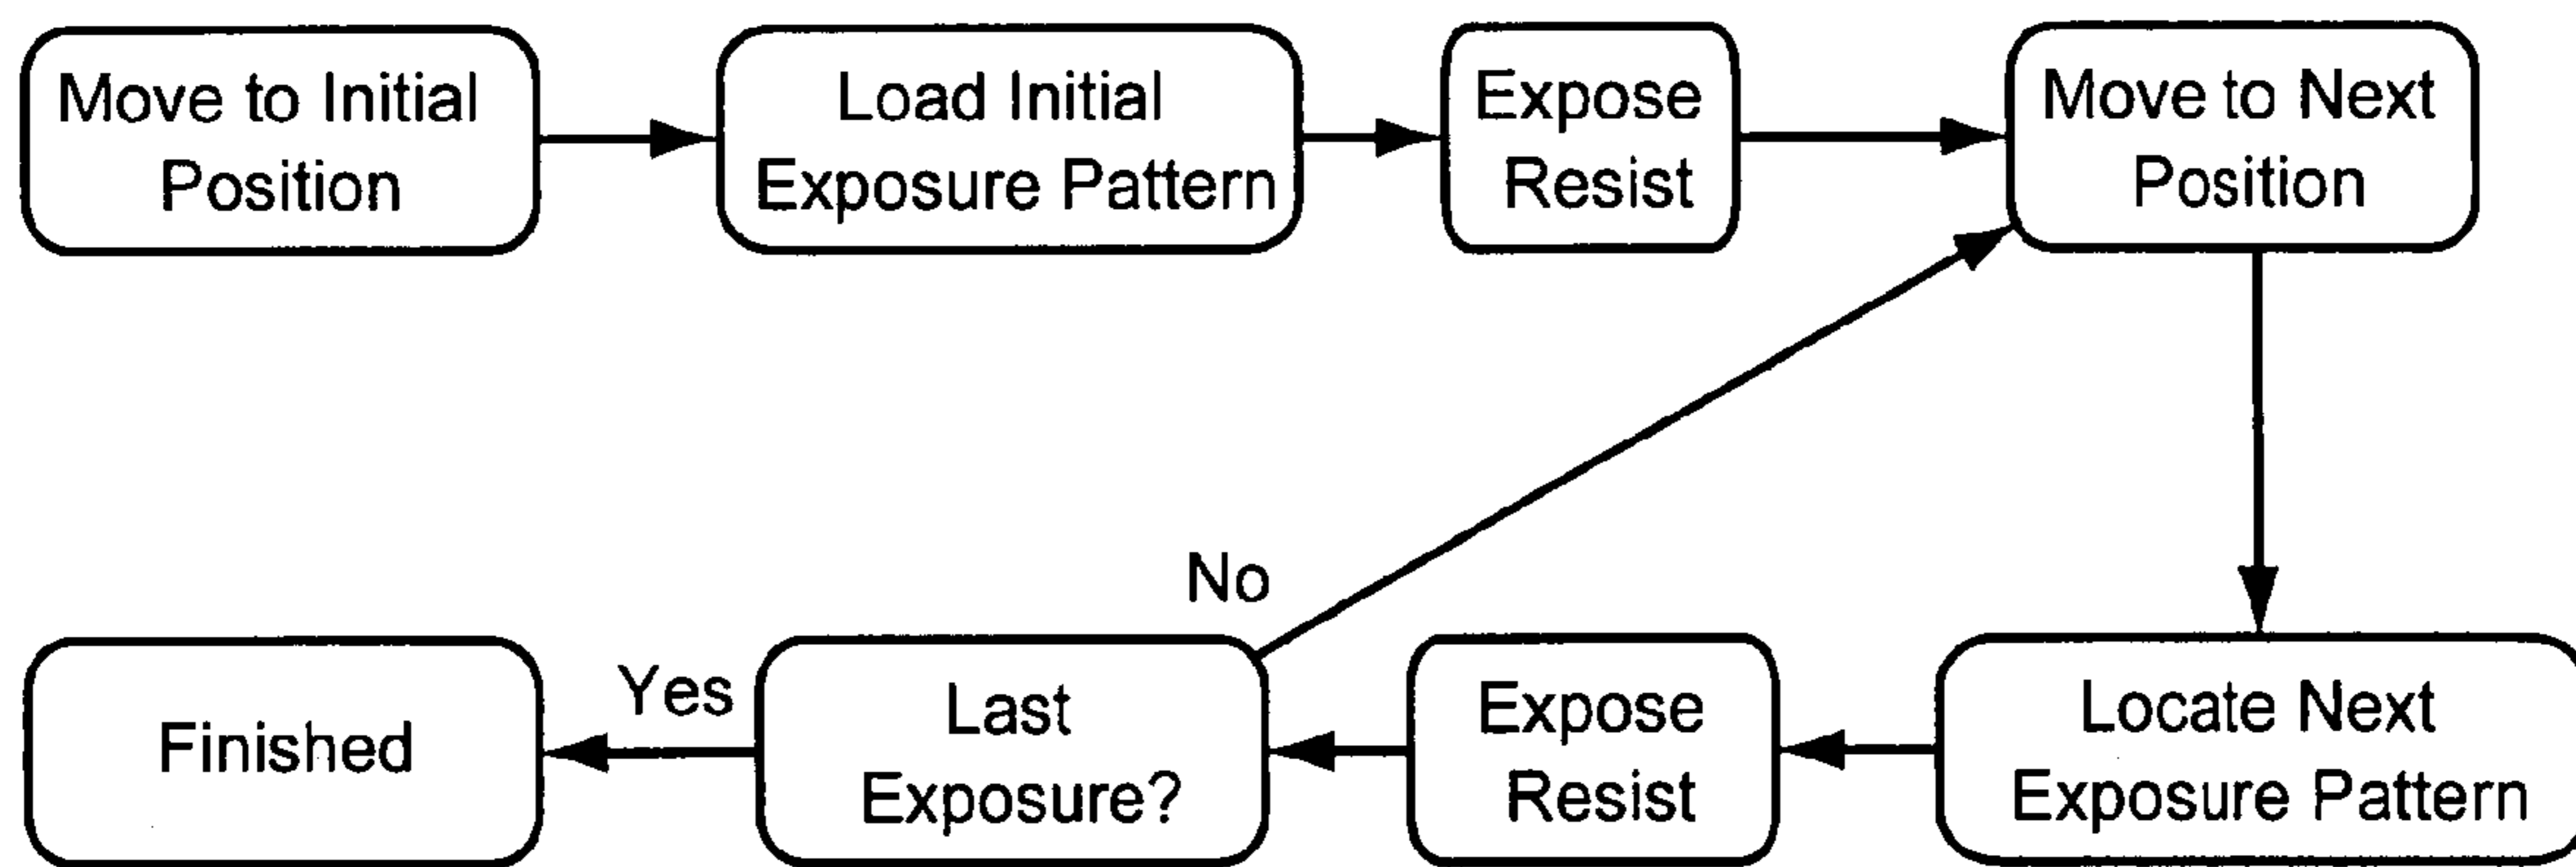 Move to Initial
Position
Load Initial
Exposure Pattern
Expose
Resist
Move to Next
Position
No
Yes
Finished
Last
Exposure?
Expose
Resist
Locate Next
Exposure Pattern